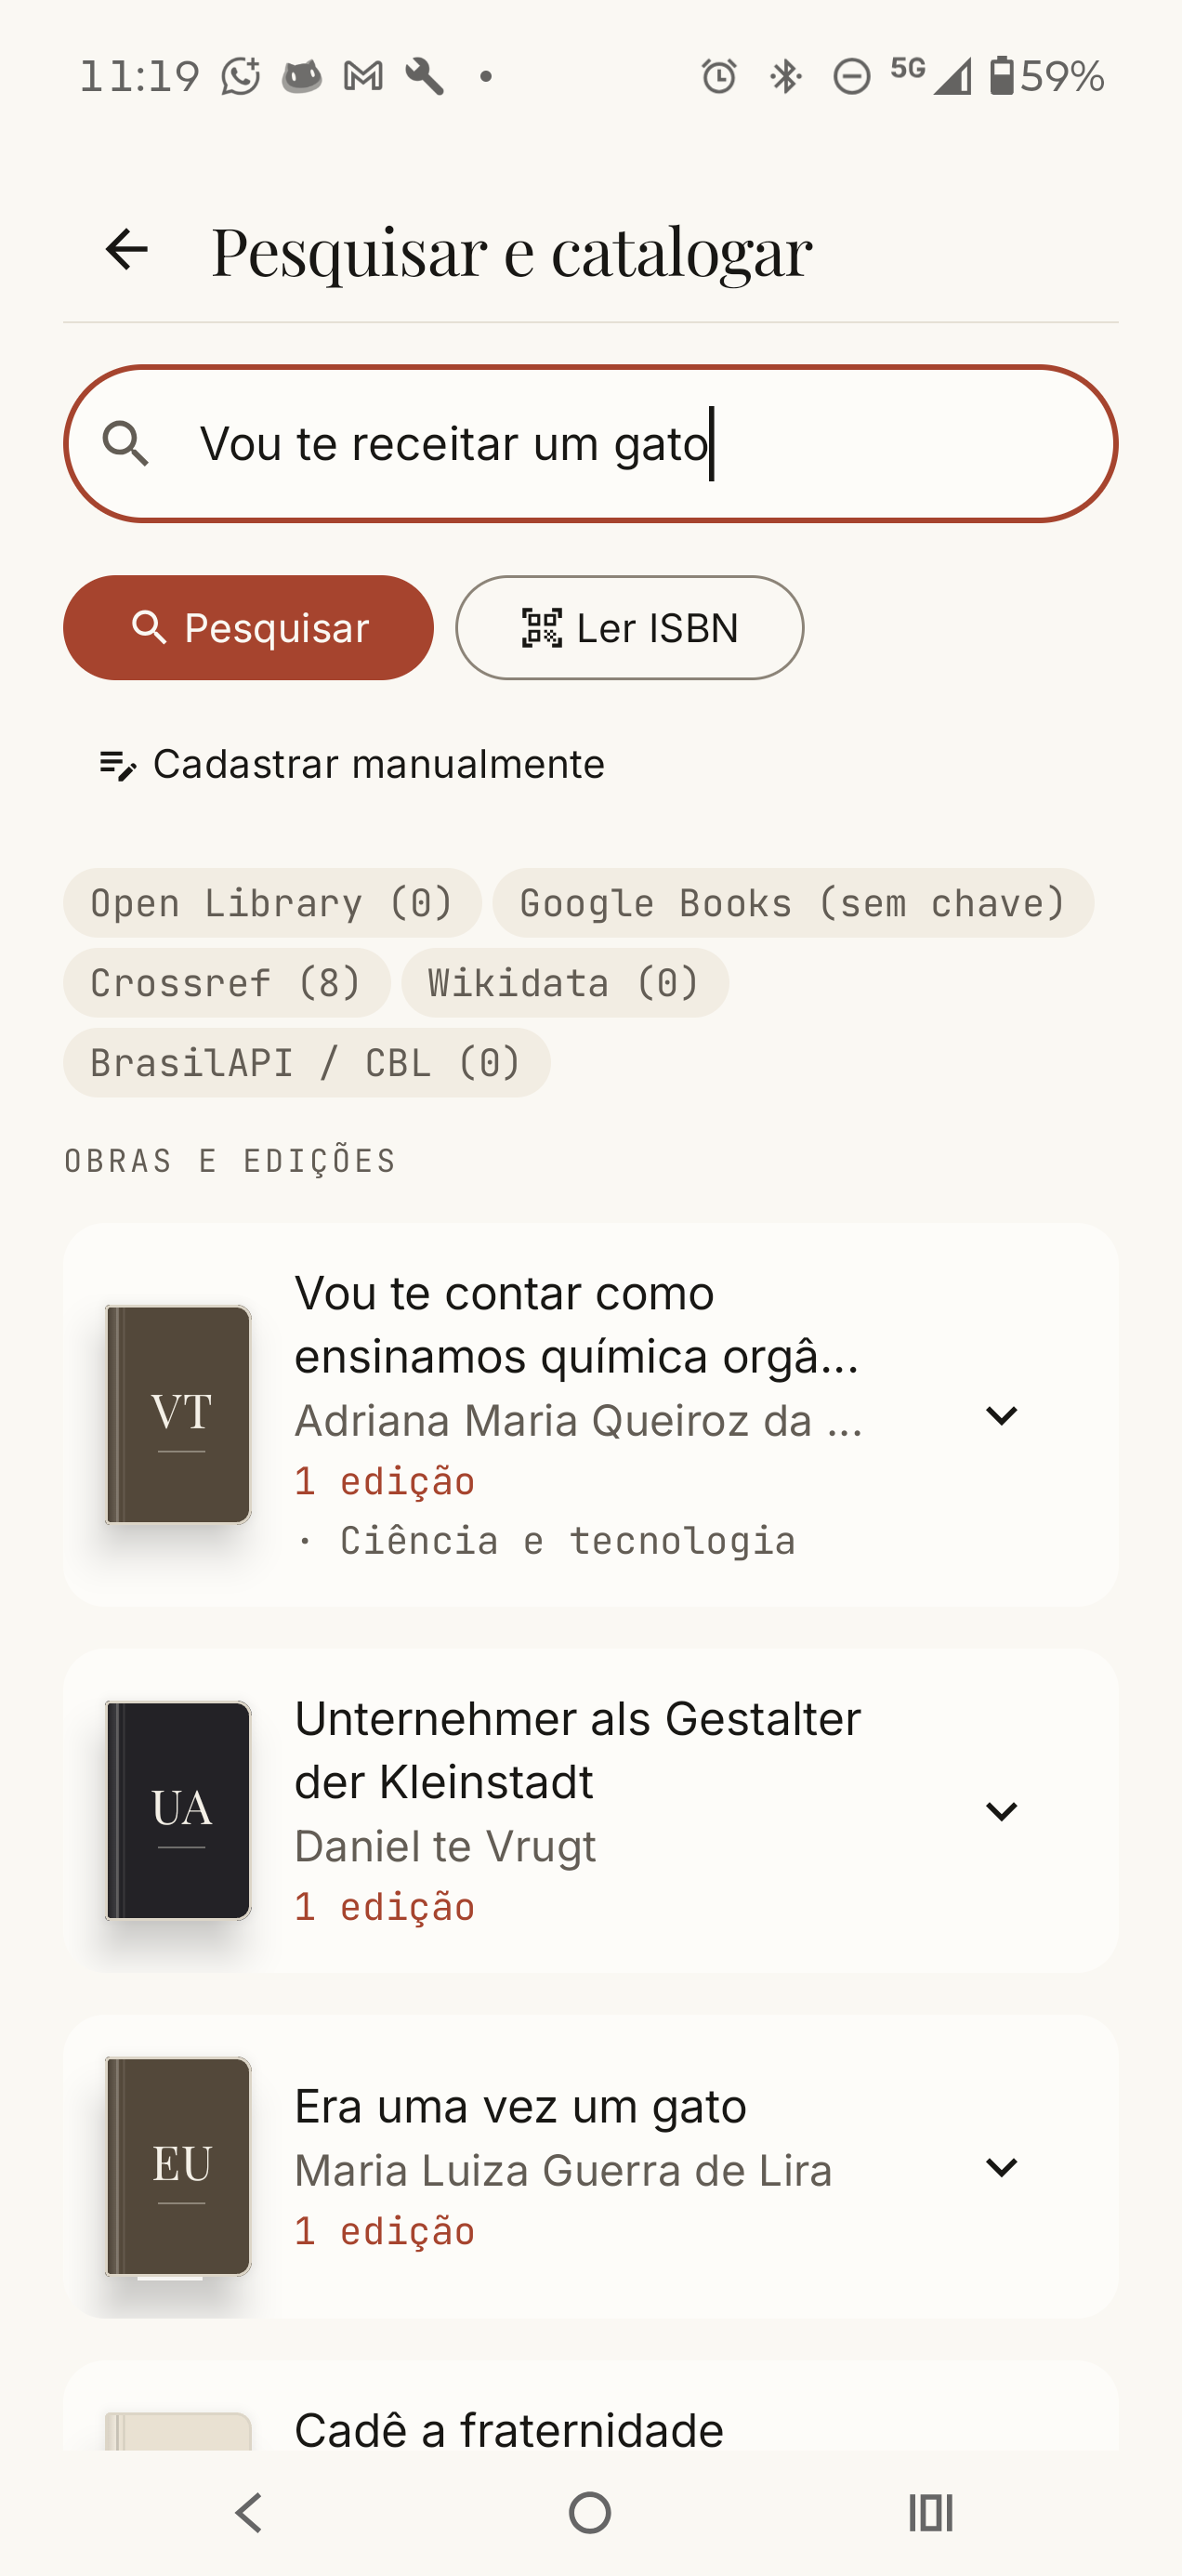 11:19
5G
59%
Pesquisar e catalogar
Vou te receitar um gato
Pesquisar
Ler ISBN
Cadastrar manualmente
Open Library (0)
Google Books (sem chave)
Crossref (8)
Wikidata (0)
BrasilAPI / CBL (0)
OBRAS E EDIÇÕES
VT
Vou te contar como
ensinamos química orgâ...
Adriana Maria Queiroz da ...
1 edição
· Ciência e tecnologia
UA
Unternehmer als Gestalter
der Kleinstadt
Daniel te Vrugt
1 edição
EU
Era uma vez um gato
Maria Luiza Guerra de Lira
1 edição
Cadê a fraternidade